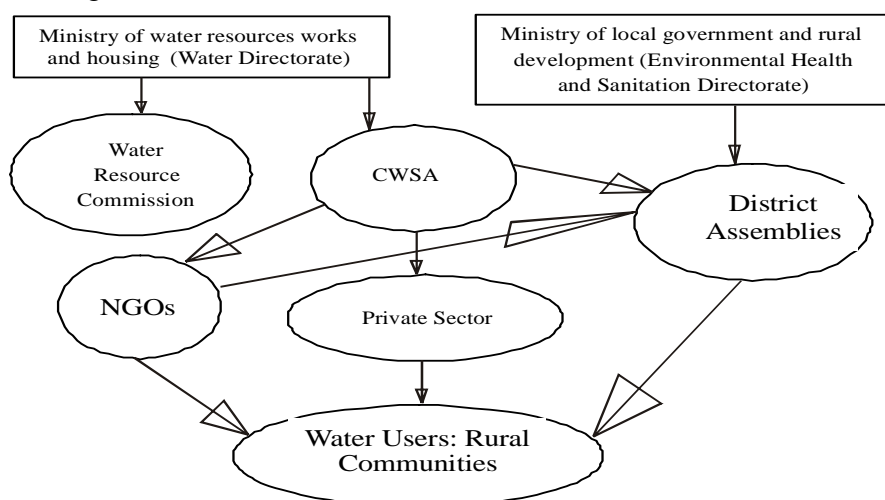 Ministry of water resources works
and housing (Water Directorate)
Ministry of local government and rural
development (Environmental Health
and Sanitation Directorate)
Water
Resource
Commission
CWSA
District
Assemblies
NGOs
Private Sector
Water Users: Rural
Communities